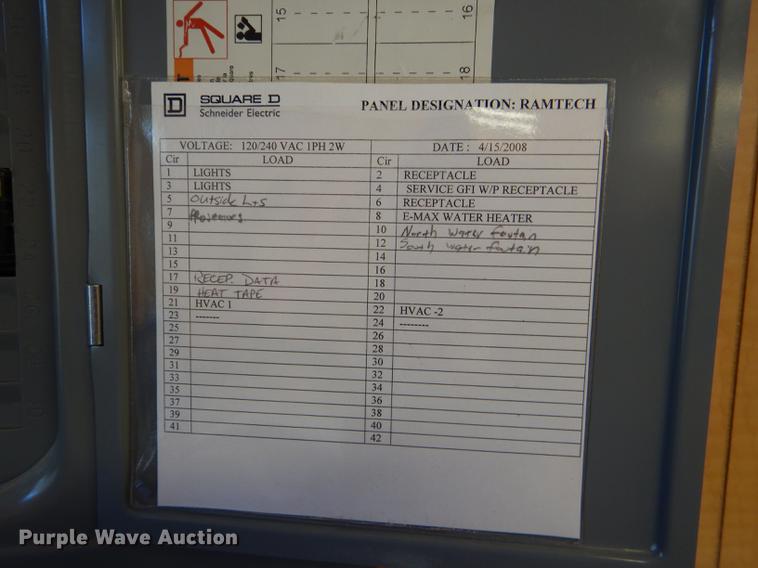 15
16
17
18
SQUARE D
Schneider Electric
PANEL DESIGNATION: RAMTECH
VOLTAGE: 120/240 VAC 1PH 2W
DATE : 4/15/2008
Cir LOAD Cir LOAD
1 LIGHTS 2 RECEPTACLE
3 LIGHTS 4 SERVICE GFI W/P RECEPTACLE
5 Outside Lts 6 RECEPTACLE
7 8 E-MAX WATER HEATER
9 10 North water fowtan
11 12 South water fowtan
13 14
15 16
17 RECEP. DATA 18
19 HEAT TAPE 20
21 HVAC 1 22 HVAC -2
23 ------- 24 --------
25 26
27 28
29 30
31 32
33 34
35 36
37 38
39 40
41 42
Purple Wave Auction